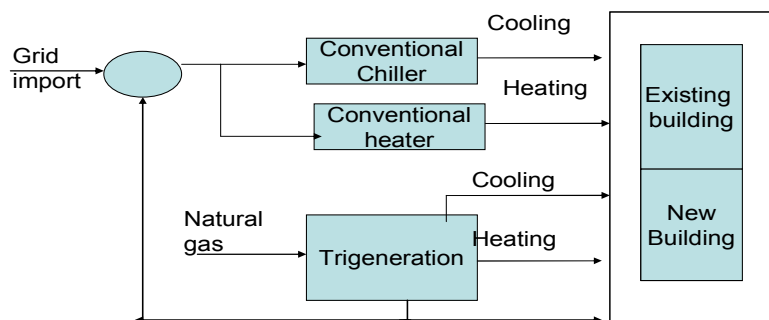 Cooling
Grid
import
Conventional
Chiller
Heating
Existing
building
Conventional
heater
Cooling
Natural
gas
Trigeneration
Heating
New
Building